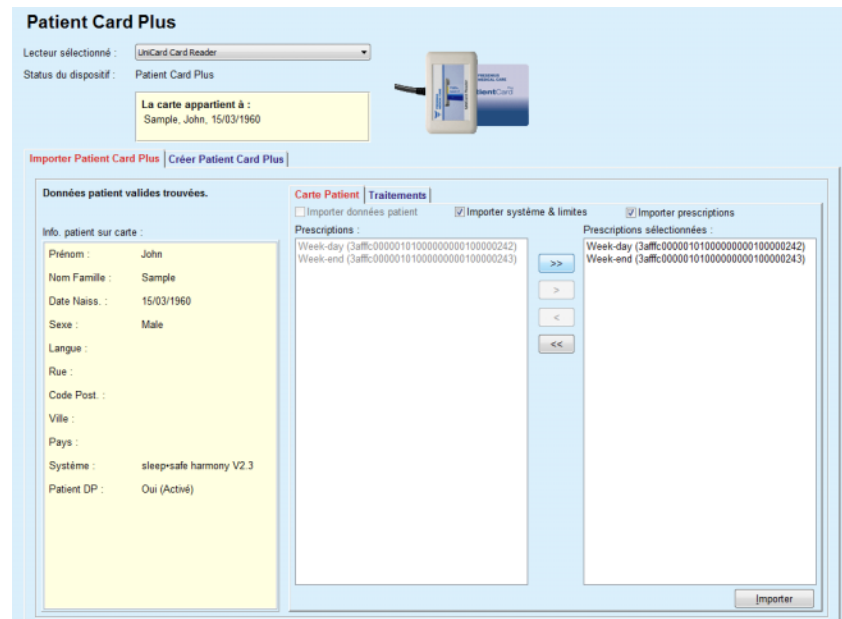 Patient Card Plus
Lecteur sélectionné : UniCard Card Reader
Status du dispositif : Patient Card Plus
La carte appartient à :
Sample, John, 15/03/1960
FRESENIUS
MEDICAL CARE
tientCard
Importer Patient Card Plus Créer Patient Card Plus
Données patient valides trouvées.
Info. patient sur carte :
Prénom : John
Nom Famille : Sample
Date Naiss. : 15/03/1960
Sexe : Male
Langue :
Rue :
Code Post. :
Ville :
Pays :
Système : sleep•safe harmony V2.3
Patient DP : Oui (Activé)
Carte Patient Traitements
Importer données patient Importer système & limites Importer prescriptions
Prescriptions :
Week-day (3afffc00000101000000000100000242)
Week-end (3afffc00000101000000000100000243)
>>
>
<
<<
Prescriptions sélectionnées :
Week-day (3afffc00000101000000000100000242)
Week-end (3afffc00000101000000000100000243)
Importer